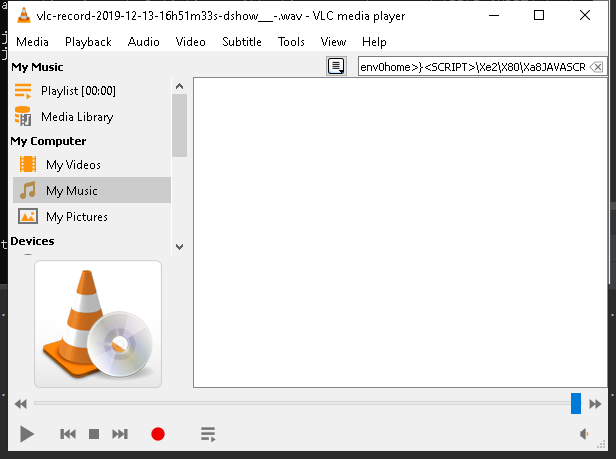 vlc-record-2019-12-13-16h51m33s-dshow__-.wav - VLC media player
Media Playback Audio Video Subtitle Tools View Help
My Music
env0home>}<SCRIPT>\Xe2\X80\Xa8JAVASCR
Playlist [00:00]
Media Library
My Computer
My Videos
My Music
My Pictures
Devices